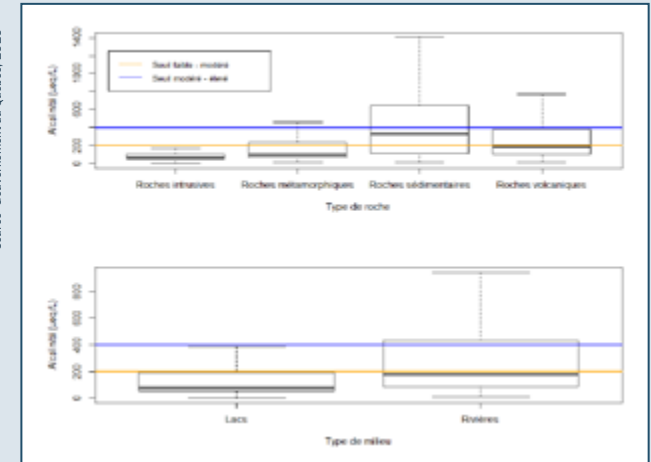 1400
1000
600
200
0
Alcalinité (µeq/L)
Seuil faible - modéré
Seuil modéré - élevé
Roches intrusives Roches métamorphiques Roches sédimentaires Roches volcaniques
Type de roche
800
600
400
200
0
Alcalinité (µeq/L)
Lacs Rivières
Type de milieu